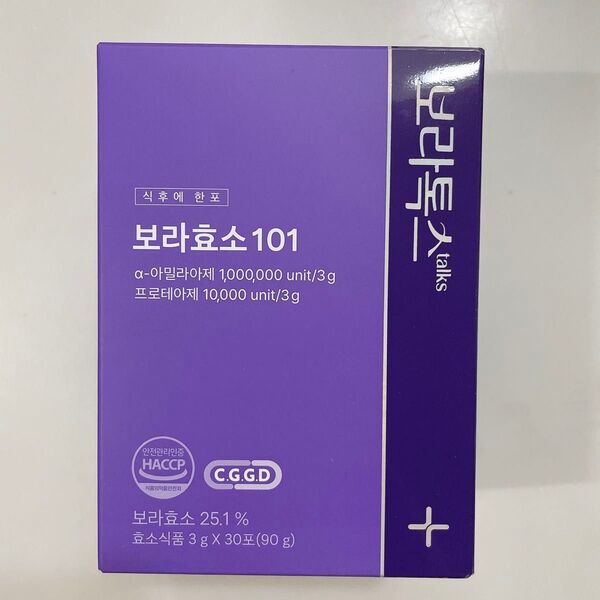 보라톡스
talks
식후에 한포
보라효소101
α-아밀라아제 1,000,000 unit/3g
프로테아제 10,000 unit/3g
안전관리인증
HACCP
식품의약품안전처
C.G.G.D
보라효소 25.1 %
효소식품 3 g X 30포(90 g)